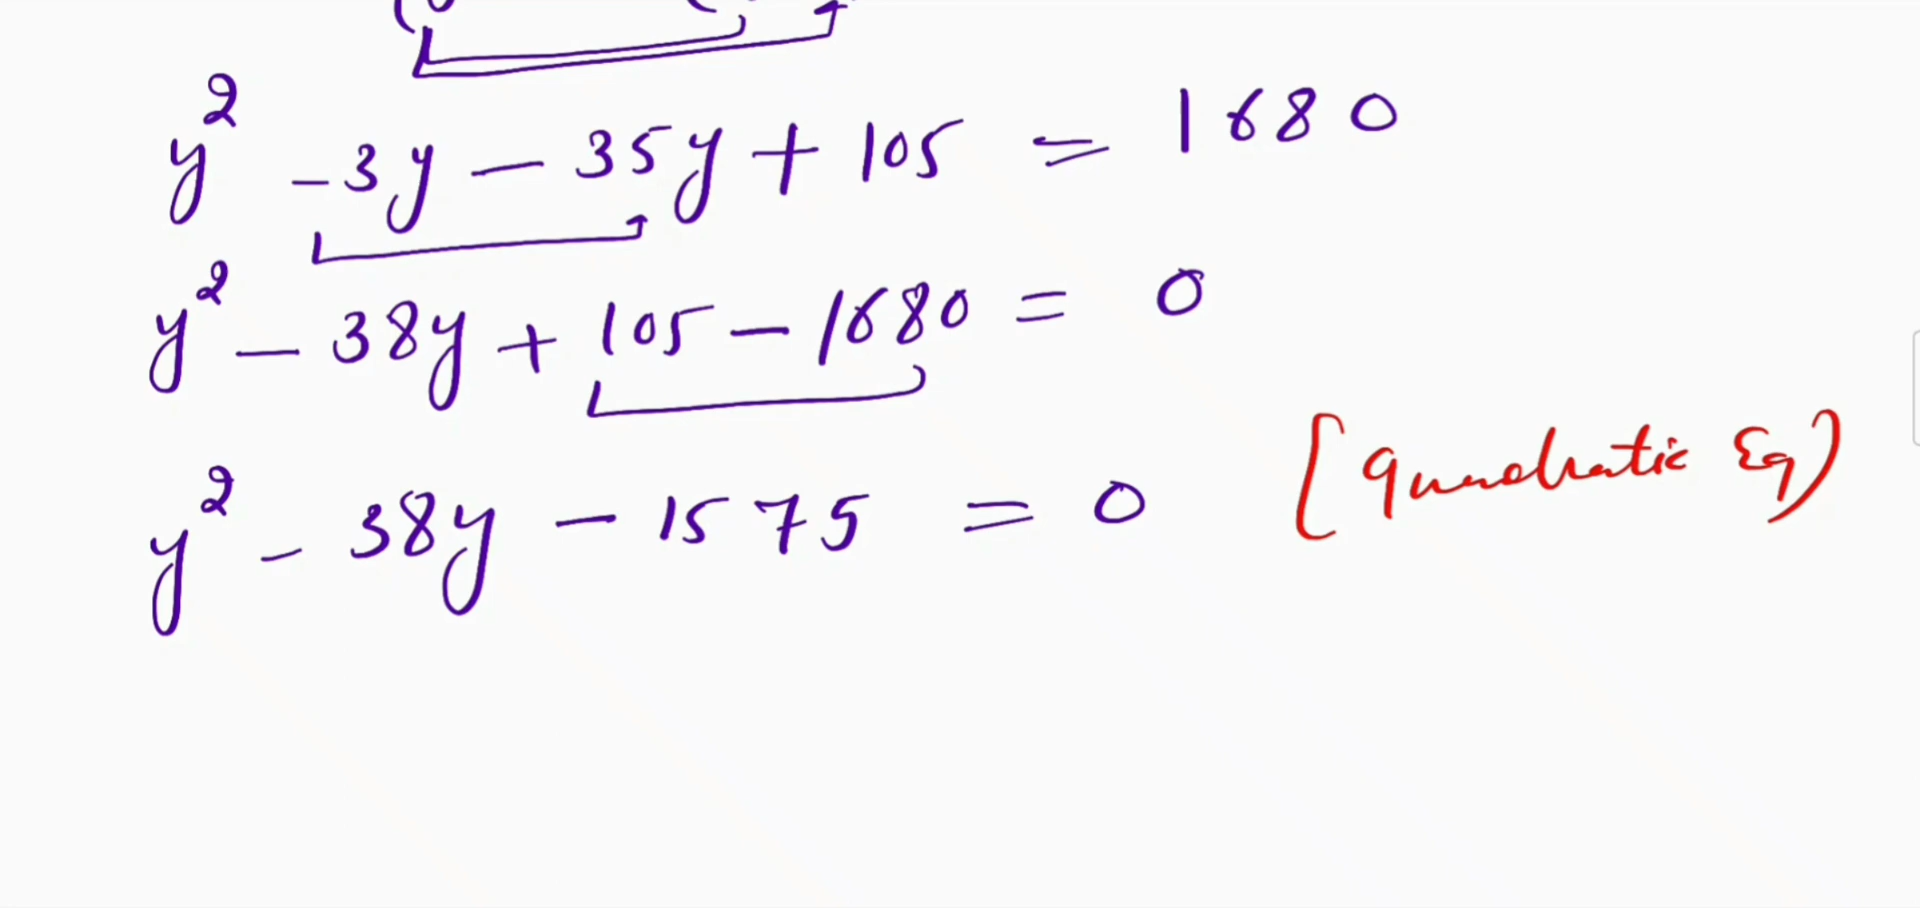 y² - 3y - 35y + 105 = 1680
y² - 38y + 105 - 1680 = 0
y² - 38y - 1575 = 0 [quadratic Eq)